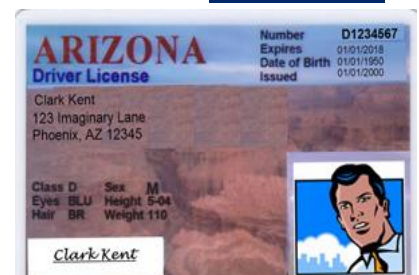 ARIZONA
Driver License
Number D1234567
Expires 01/01/2018
Date of Birth 01/01/1950
Issued 01/01/2000
Clark Kent
123 Imaginary Lane
Phoenix, AZ 12345
Class D Sex M
Eyes BLU Height 5-04
Hair BR Weight 110
Clark Kent